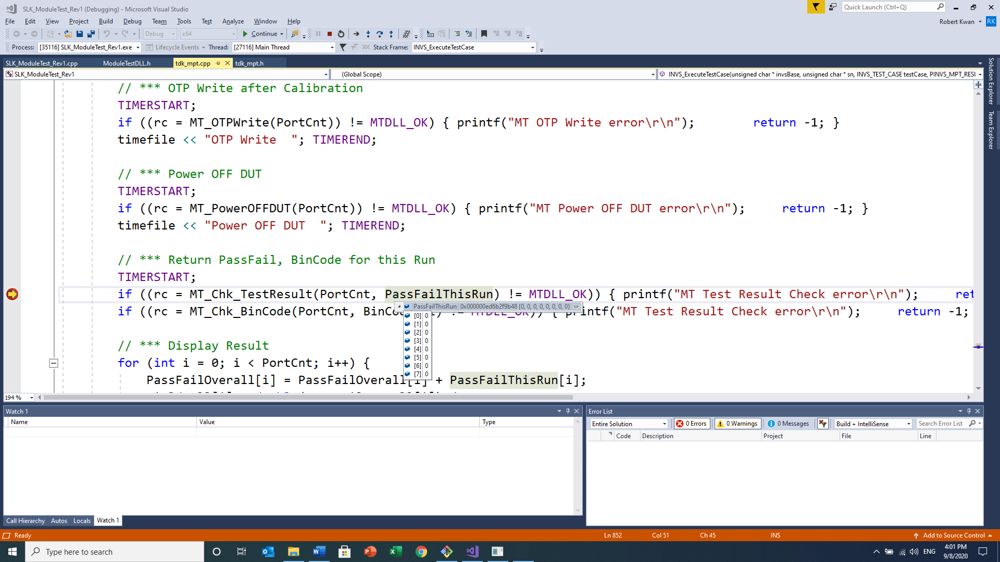 SLK_ModuleTest_Rev1 (Debugging) - Microsoft Visual Studio
Quick Launch (Ctrl+Q)
File Edit View Project Build Debug Team Tools Test Analyze Window Help
Robert Kwan RK
Debug x64 Continue
Process: [35116] SLK_ModuleTest_Rev1.exe Lifecycle Events Thread: [27116] Main Thread Stack Frame: INVS_ExecuteTestCase
SLK_ModuleTest_Rev1.cpp ModuleTestDLL.h tdk_mpt.cpp tdk_mpt.h
SLK_ModuleTest_Rev1 (Global Scope) INVS_ExecuteTestCase(unsigned char * invsBase, unsigned char * sn, INVS_TEST_CASE testCase, PINVS_MPT_RESU
Solution Explorer
Team Explorer
// *** OTP Write after Calibration
TIMERSTART;
if ((rc = MT_OTPWrite(PortCnt)) != MTDLL_OK) { printf("MT OTP Write error\r\n"); return -1; }
timefile << "OTP Write "; TIMEREND;
// *** Power OFF DUT
TIMERSTART;
if ((rc = MT_PowerOFFDUT(PortCnt)) != MTDLL_OK) { printf("MT Power OFF DUT error\r\n"); return -1; }
timefile << "Power OFF DUT "; TIMEREND;
// *** Return PassFail, BinCode for this Run
TIMERSTART;
if ((rc = MT_Chk_TestResult(PortCnt, PassFailThisRun) != MTDLL_OK)) { printf("MT Test Result Check error\r\n"); ret
PassFailThisRun 0x000000ed6b2f9b48 {0, 0, 0, 0, 0, 0, 0, 0}
if ((rc = MT_Chk_BinCode(PortCnt, BinCo != MTDLL_OK)) { printf("MT Test Result Check error\r\n"); return -1;
[0] 0
[1] 0
[2] 0
[3] 0
[4] 0
[5] 0
[6] 0
[7] 0
// *** Display Result
for (int i = 0; i < PortCnt; i++) {
PassFailOverall[i] = PassFailOverall[i] + PassFailThisRun[i];
194 %
Watch 1
Name Value Type
Call Hierarchy Autos Locals Watch 1
Error List
Entire Solution 0 Errors 0 Warnings 0 Messages Build + IntelliSense Search Error List
Code Description Project File Line
Ready Ln 852 Col 51 Ch 45 INS Add to Source Control
Type here to search
ENG
4:01 PM
9/8/2020